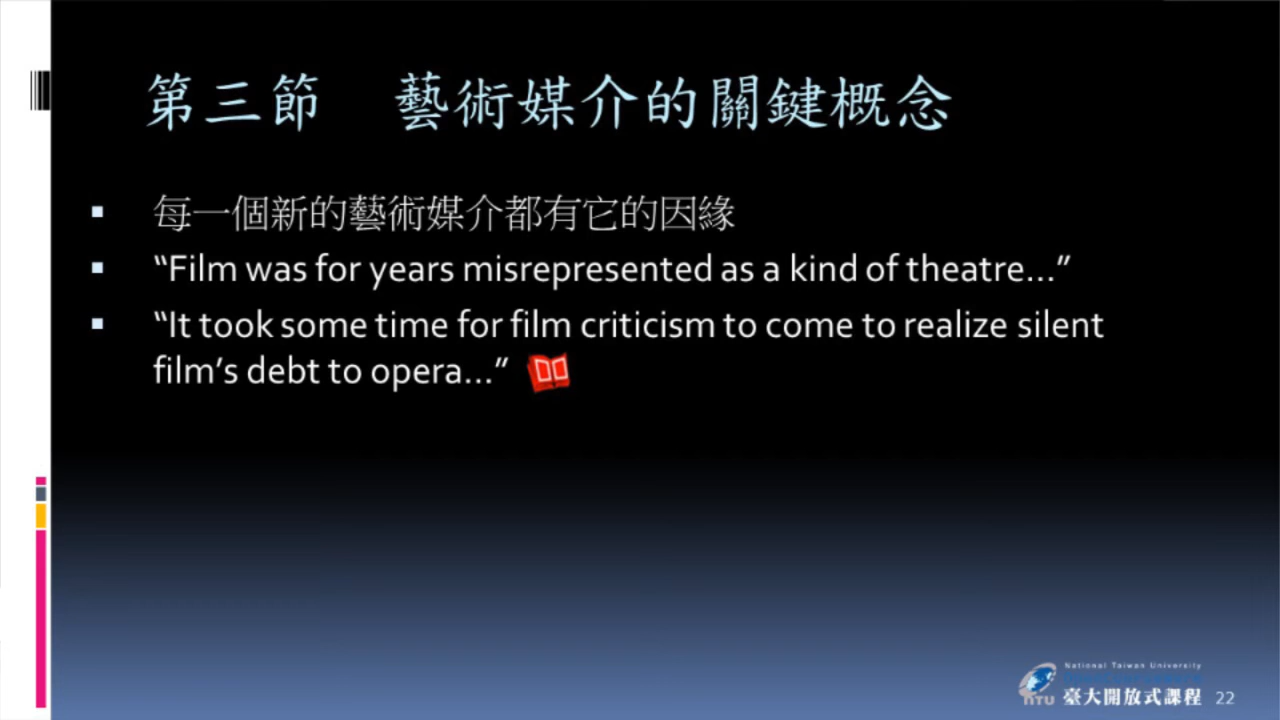 第三節　藝術媒介的關鍵概念
每一個新的藝術媒介都有它的因緣
“Film was for years misrepresented as a kind of theatre...”
“It took some time for film criticism to come to realize silent
film’s debt to opera...”
National Taiwan University
NTU 臺大開放式課程 22